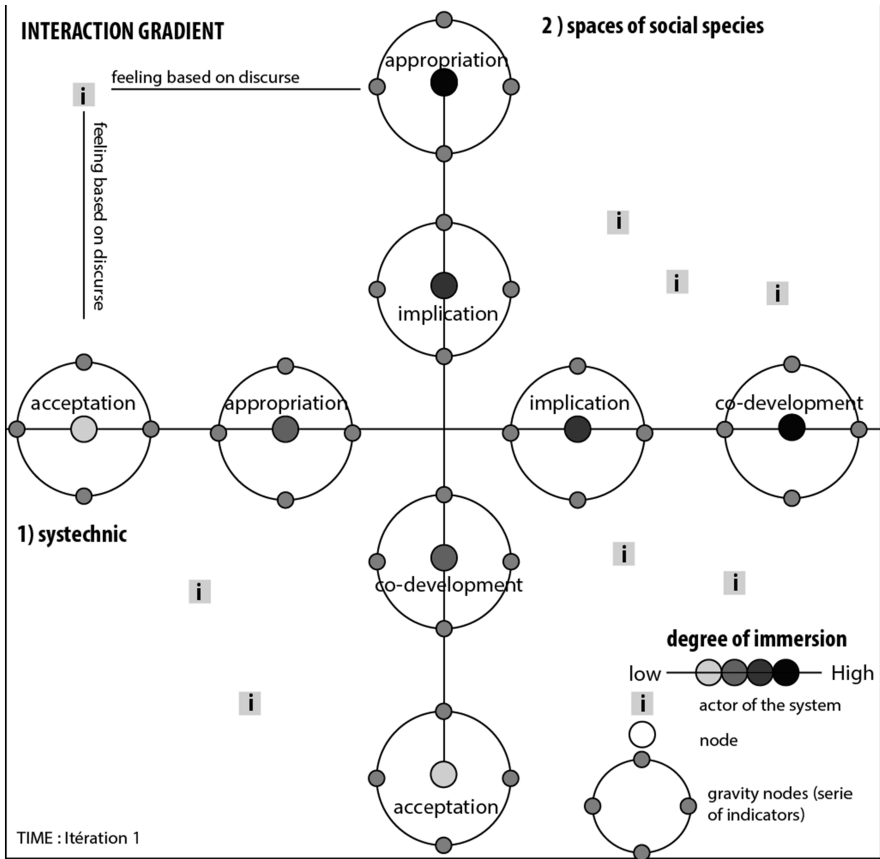 INTERACTION GRADIENT
2 ) spaces of social species
appropriation
feeling based on discurse
i
feeling based on discurse
i
i
i
implication
acceptation
appropriation
implication
co-development
1) systechnic
i
i
co-development
i
degree of immersion
low
High
i
actor of the system
i
node
gravity nodes (serie
of indicators)
acceptation
TIME : Itération 1